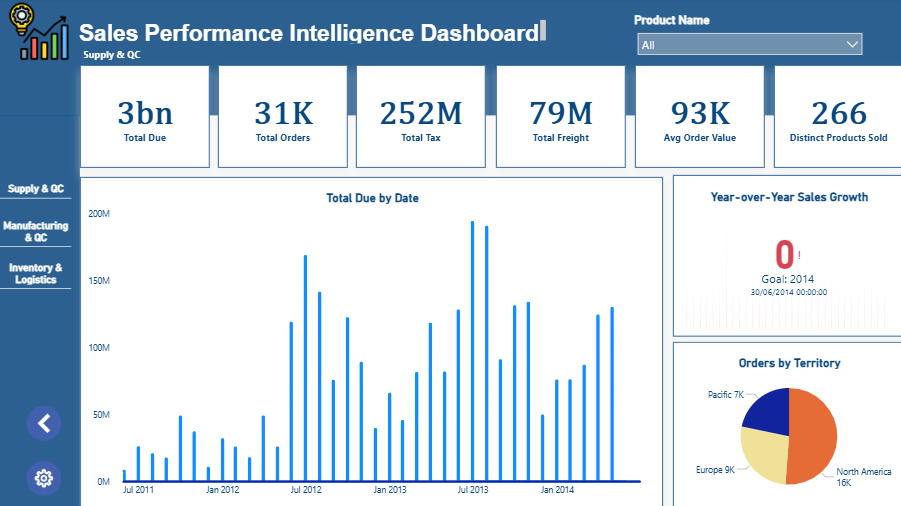 Sales Performance Intelligence Dashboard
Supply & QC
Product Name
All
3bn
Total Due
31K
Total Orders
252M
Total Tax
79M
Total Freight
93K
Avg Order Value
266
Distinct Products Sold
Supply & QC
Manufacturing
& QC
Inventory &
Logistics
Total Due by Date
200M
150M
100M
50M
0M
Jul 2011
Jan 2012
Jul 2012
Jan 2013
Jul 2013
Jan 2014
Year-over-Year Sales Growth
0!
Goal: 2014
30/06/2014 00:00:00
Orders by Territory
Pacific 7K
Europe 9K
North America
16K